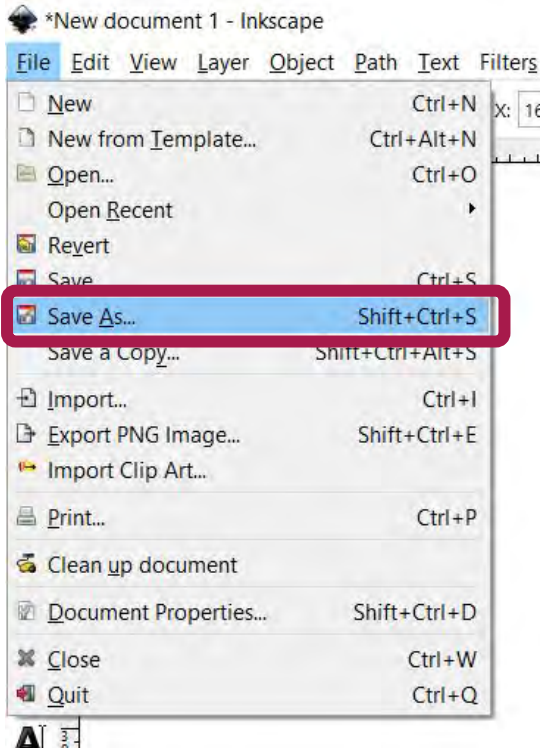 *New document 1 - Inkscape
File Edit View Layer Object Path Text Filters
New Ctrl+N
X: 16
New from Template... Ctrl+Alt+N
Open... Ctrl+O
Open Recent
Revert
Save Ctrl+S
Save As... Shift+Ctrl+S
Save a Copy... Shift+Ctrl+Alt+S
Import... Ctrl+I
Export PNG Image... Shift+Ctrl+E
Import Clip Art...
Print... Ctrl+P
Clean up document
Document Properties... Shift+Ctrl+D
Close Ctrl+W
Quit Ctrl+Q
A